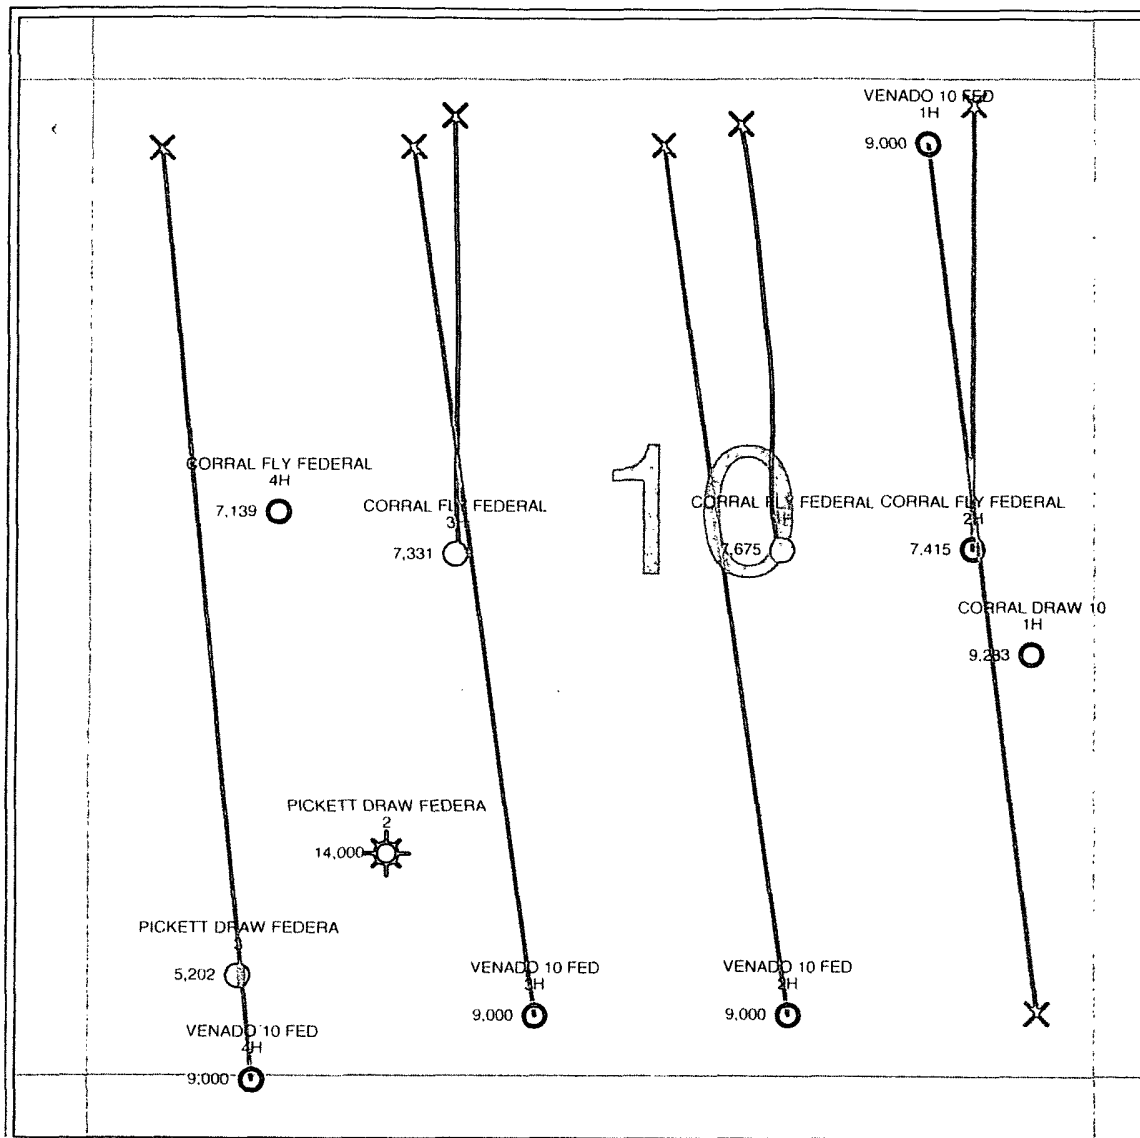 VENADO 10 FED
1H
9,000
CORRAL FLY FEDERAL
4H
7,139
CORRAL FLY FEDERAL
7,331
10
CORRAL FLY FEDERAL
1H
7,675
CORRAL FLY FEDERAL
2H
7,415
CORRAL DRAW 10
1H
9,283
PICKETT DRAW FEDERA
2
14,000
PICKETT DRAW FEDERA
5,202
VENADO 10 FED
3H
9,000
VENADO 10 FED
2H
9,000
VENADO 10 FED
4H
9,000